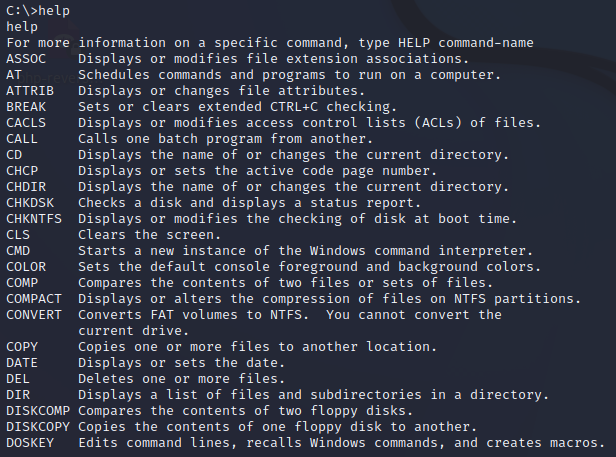 C:\>help
help
For more information on a specific command, type HELP command-name
ASSOC    Displays or modifies file extension associations.
AT       Schedules commands and programs to run on a computer.
ATTRIB   Displays or changes file attributes.
BREAK    Sets or clears extended CTRL+C checking.
CACLS    Displays or modifies access control lists (ACLs) of files.
CALL     Calls one batch program from another.
CD       Displays the name of or changes the current directory.
CHCP     Displays or sets the active code page number.
CHDIR    Displays the name of or changes the current directory.
CHKDSK   Checks a disk and displays a status report.
CHKNTFS  Displays or modifies the checking of disk at boot time.
CLS      Clears the screen.
CMD      Starts a new instance of the Windows command interpreter.
COLOR    Sets the default console foreground and background colors.
COMP     Compares the contents of two files or sets of files.
COMPACT  Displays or alters the compression of files on NTFS partitions.
CONVERT  Converts FAT volumes to NTFS.  You cannot convert the
         current drive.
COPY     Copies one or more files to another location.
DATE     Displays or sets the date.
DEL      Deletes one or more files.
DIR      Displays a list of files and subdirectories in a directory.
DISKCOMP Compares the contents of two floppy disks.
DISKCOPY Copies the contents of one floppy disk to another.
DOSKEY   Edits command lines, recalls Windows commands, and creates macros.